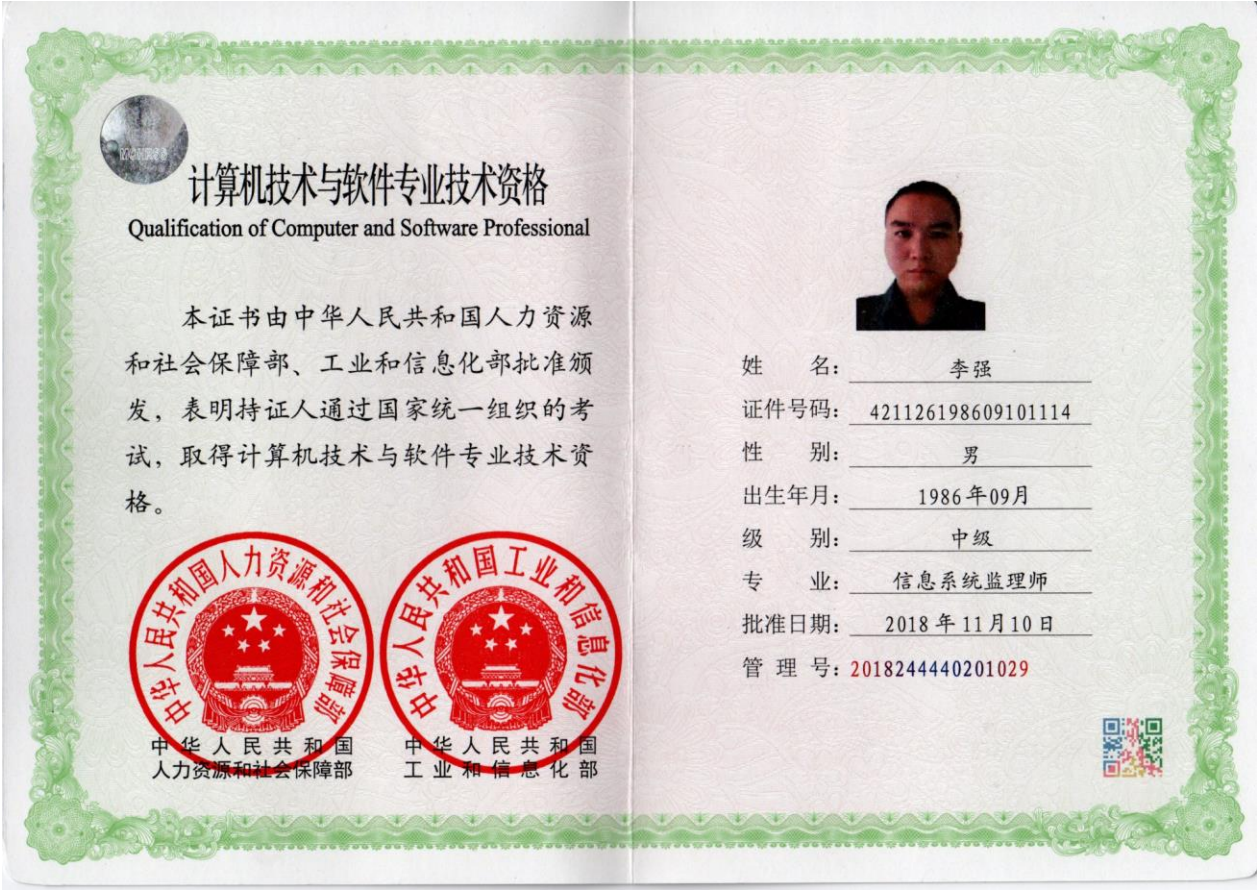 计算机技术与软件专业技术资格
Qualification of Computer and Software Professional
本证书由中华人民共和国人力资源
和社会保障部、工业和信息化部批准颁
发，表明持证人通过国家统一组织的考
试，取得计算机技术与软件专业技术资
格。
中华人民共和国人力资源和社会保障部
中华人民共和国工业和信息化部
中华人民共和国
人力资源和社会保障部
中华人民共和国
工业和信息化部
姓 名：李强
证件号码：421126198609101114
性 别：男
出生年月：1986年09月
级 别：中级
专 业：信息系统监理师
批准日期：2018年11月10日
管 理 号：2018244440201029